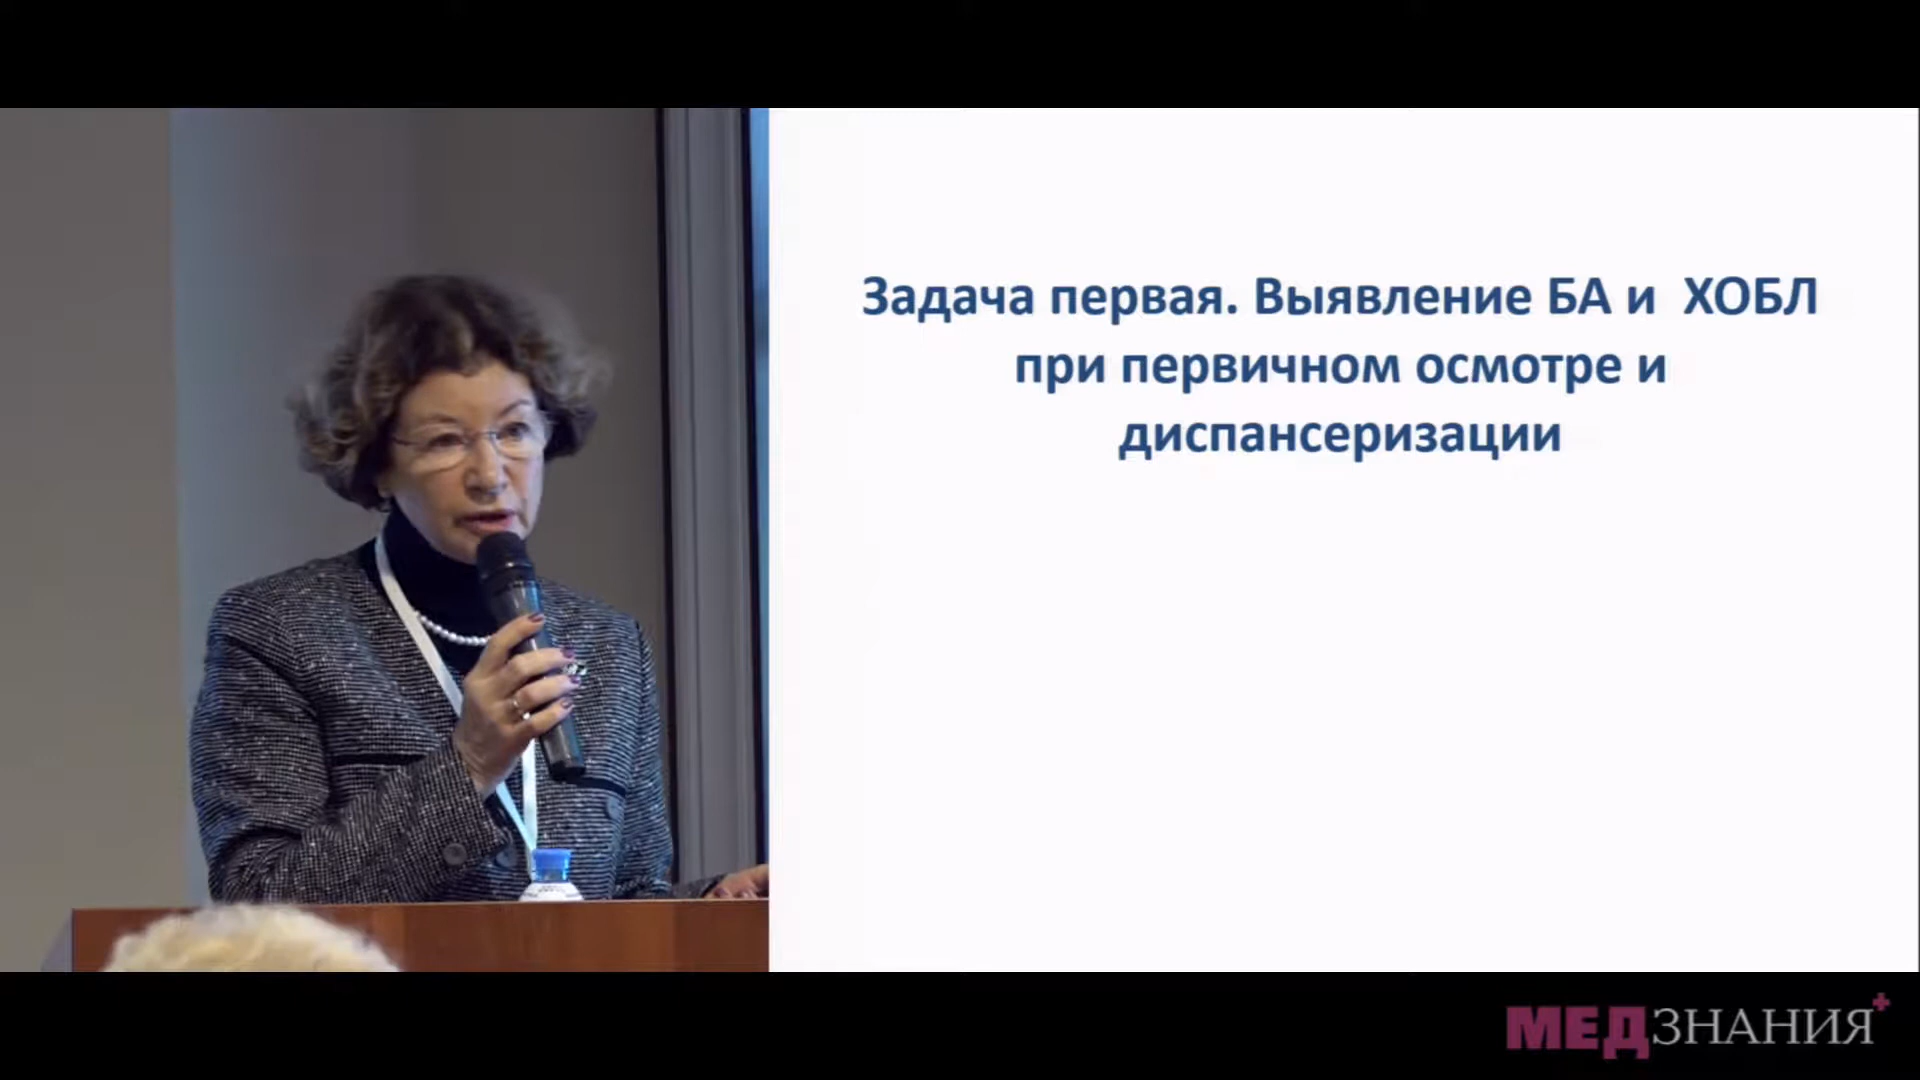 Задача первая. Выявление БА и ХОБЛ
при первичном осмотре и
диспансеризации
МЕДЗНАНИЯ+